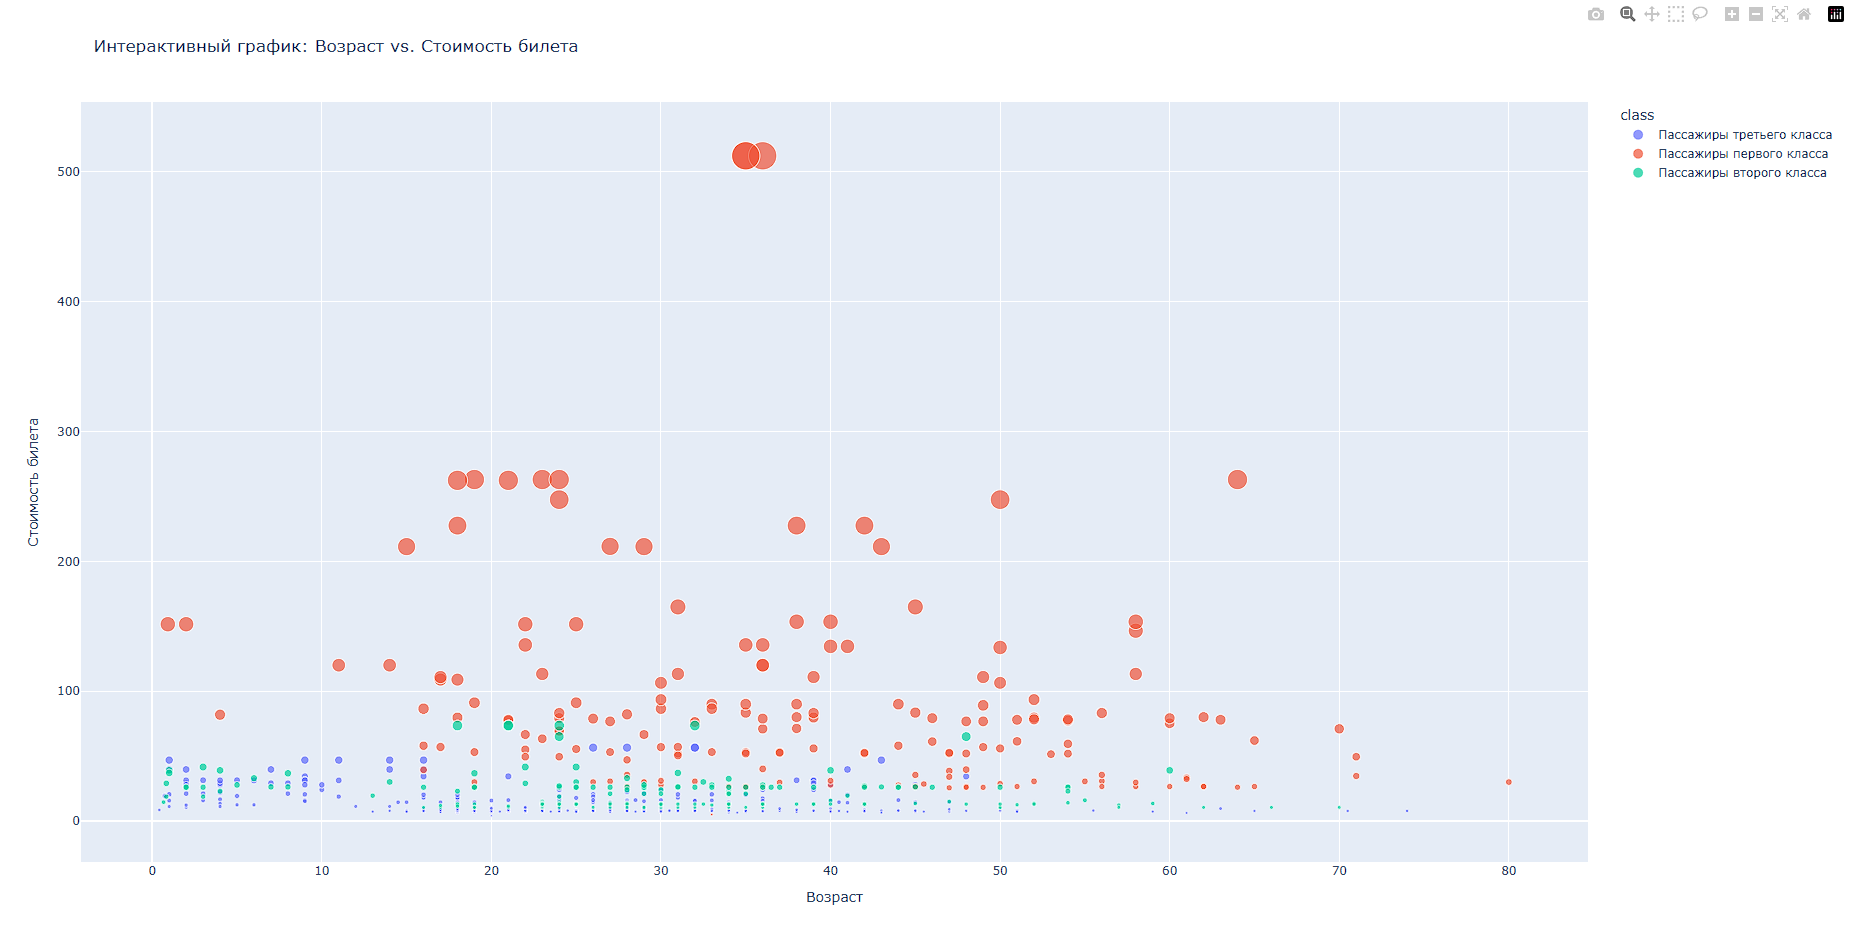 Интерактивный график: Возраст vs. Стоимость билета
class
Пассажиры третьего класса
Пассажиры первого класса
Пассажиры второго класса
Стоимость билета
500
400
300
200
100
0
0
10
20
30
40
50
60
70
80
Возраст